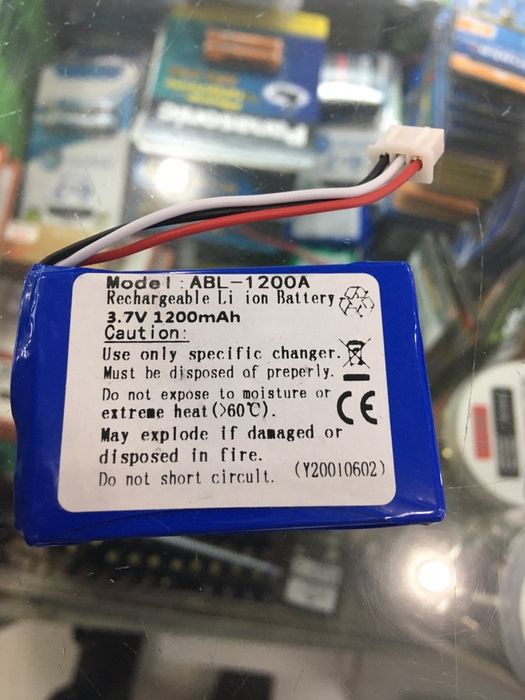 Panasonic
Model : ABL-1200A
Rechargeable Li ion Battery
3.7V 1200mAh
Caution:
Use only specific changer.
Must be disposed of preperly.
Do not expose to moisture or
extreme heat(>60℃).
CE
May explode if damaged or
disposed in fire.
Do not short circult.
(Y20010602)